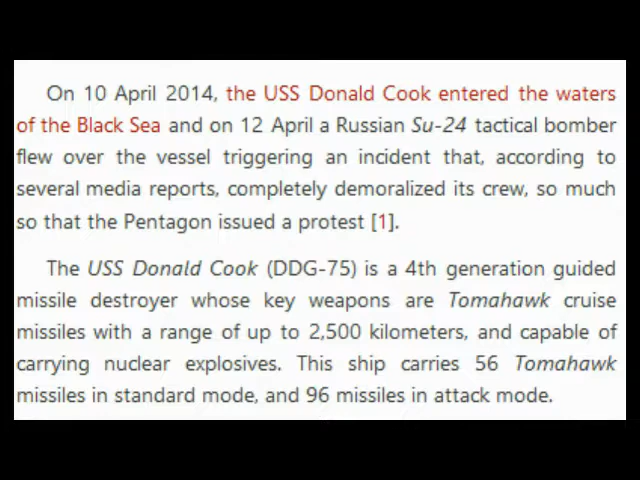 On 10 April 2014, the USS Donald Cook entered the waters
of the Black Sea and on 12 April a Russian Su-24 tactical bomber
flew over the vessel triggering an incident that, according to
several media reports, completely demoralized its crew, so much
so that the Pentagon issued a protest [1].
The USS Donald Cook (DDG-75) is a 4th generation guided
missile destroyer whose key weapons are Tomahawk cruise
missiles with a range of up to 2,500 kilometers, and capable of
carrying nuclear explosives. This ship carries 56 Tomahawk
missiles in standard mode, and 96 missiles in attack mode.